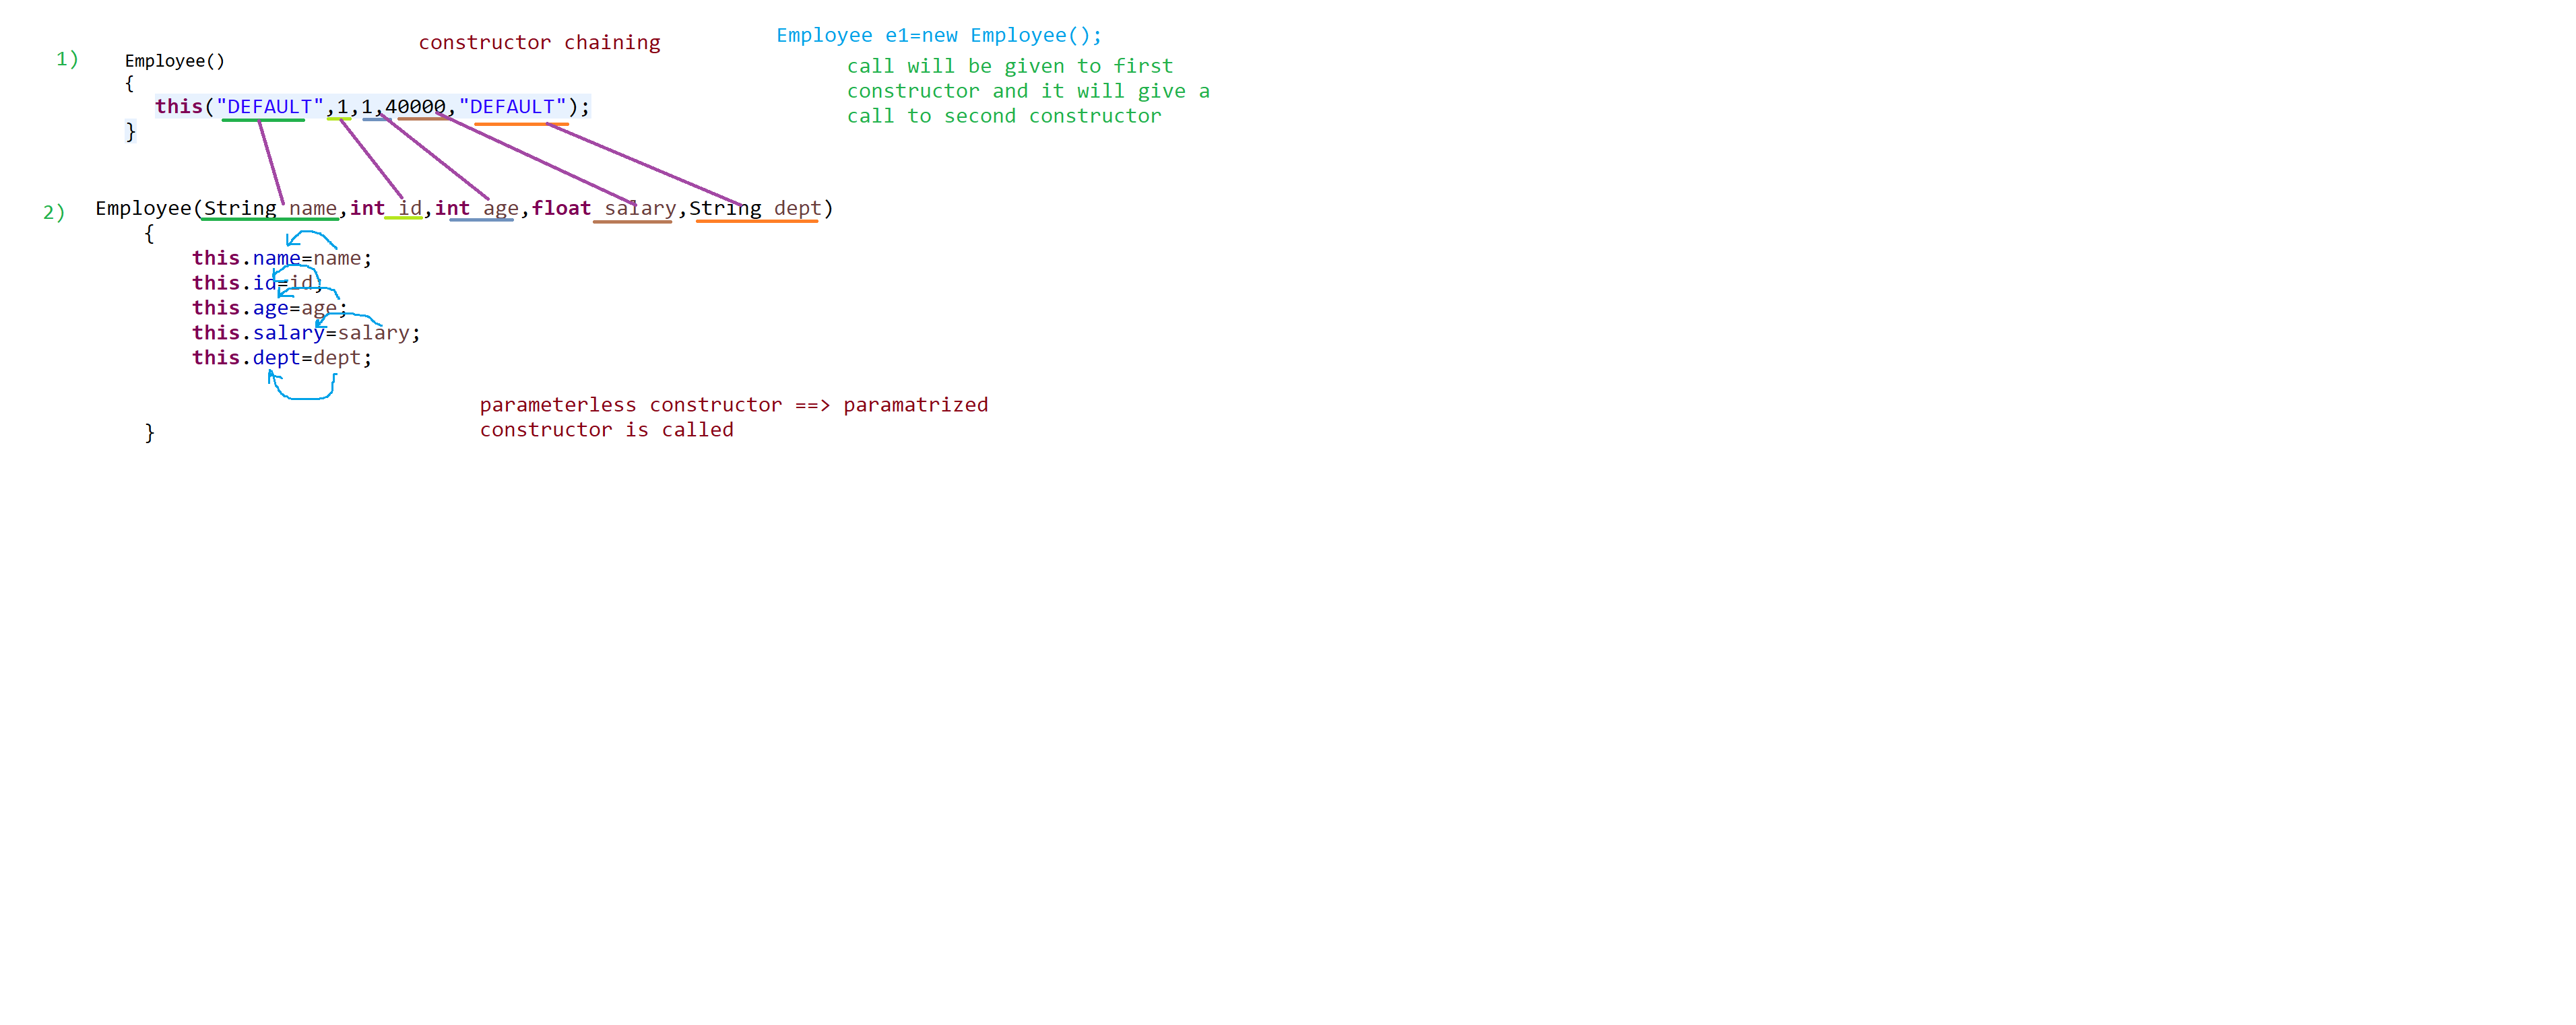 constructor chaining
Employee e1=new Employee();
call will be given to first
constructor and it will give a
call to second constructor
1)
Employee()
{
this("DEFAULT",1,1,40000,"DEFAULT");
}
2)
Employee(String name,int id,int age,float salary,String dept)
{
this.name=name;
this.id=id;
this.age=age;
this.salary=salary;
this.dept=dept;
}
parameterless constructor ==> paramatrized
constructor is called